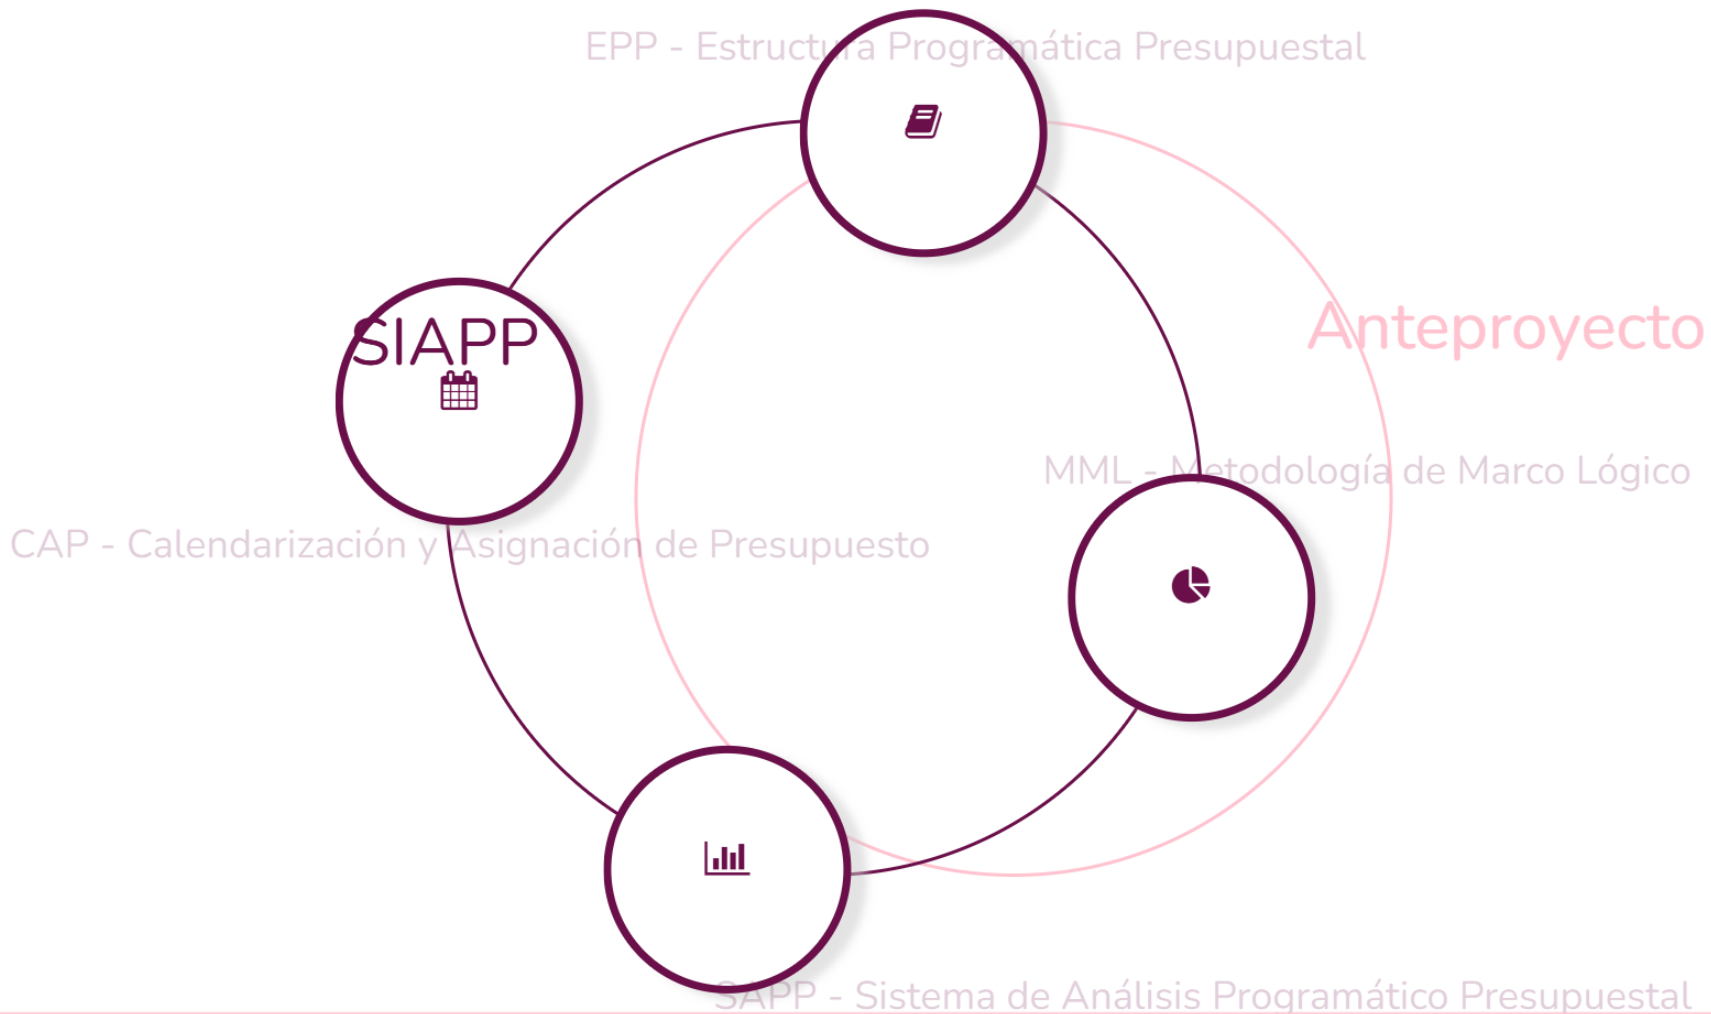 EPP - Estructura Programática Presupuestal
SIAPP
Anteproyecto
MML - Metodología de Marco Lógico
CAP - Calendarización y Asignación de Presupuesto
SAPP - Sistema de Análisis Programático Presupuestal